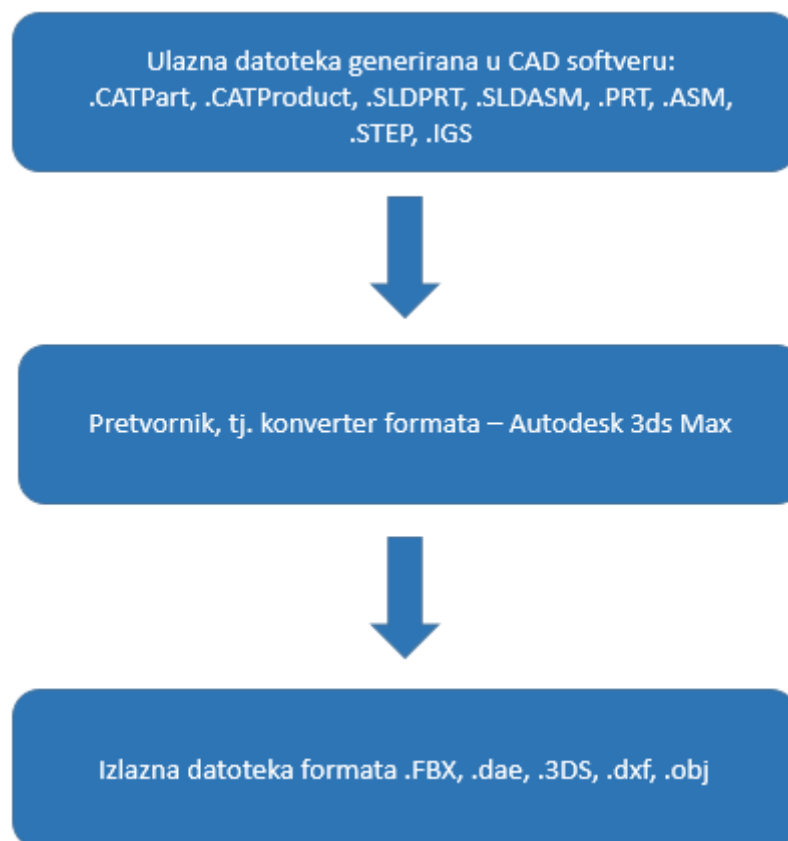 Ulazna datoteka generirana u CAD softveru:
.CATPart, .CATProduct, .SLDPRT, .SLDASM, .PRT, .ASM,
.STEP, .IGS
Pretvornik, tj. konverter formata – Autodesk 3ds Max
Izlazna datoteka formata .FBX, .dae, .3DS, .dxf, .obj